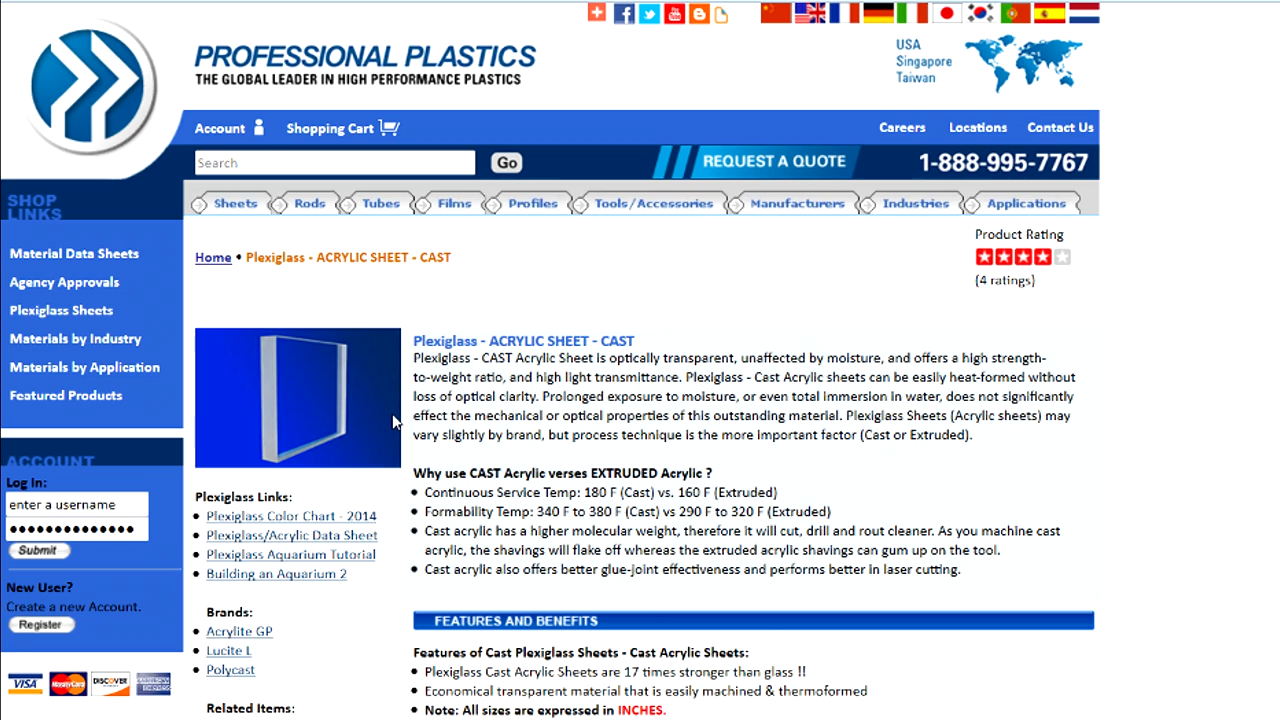 PROFESSIONAL PLASTICS
THE GLOBAL LEADER IN HIGH PERFORMANCE PLASTICS
USA
Singapore
Taiwan
Account
Shopping Cart
Careers
Locations
Contact Us
Search
Go
REQUEST A QUOTE
1-888-995-7767
SHOP
LINKS
Sheets
Rods
Tubes
Films
Profiles
Tools/Accessories
Manufacturers
Industries
Applications
Material Data Sheets
Agency Approvals
Plexiglass Sheets
Materials by Industry
Materials by Application
Featured Products
ACCOUNT
Log In:
enter a username
Submit
New User?
Create a new Account.
Register
VISA
MasterCard
DISCOVER
Home • Plexiglass - ACRYLIC SHEET - CAST
Product Rating
(4 ratings)
Plexiglass Links:
Plexiglass Color Chart - 2014
Plexiglass/Acrylic Data Sheet
Plexiglass Aquarium Tutorial
Building an Aquarium 2
Brands:
Acrylite GP
Lucite L
Polycast
Related Items:
Plexiglass - ACRYLIC SHEET - CAST
Plexiglass - CAST Acrylic Sheet is optically transparent, unaffected by moisture, and offers a high strength-
to-weight ratio, and high light transmittance. Plexiglass - Cast Acrylic sheets can be easily heat-formed without
loss of optical clarity. Prolonged exposure to moisture, or even total immersion in water, does not significantly
effect the mechanical or optical properties of this outstanding material. Plexiglass Sheets (Acrylic sheets) may
vary slightly by brand, but process technique is the more important factor (Cast or Extruded).
Why use CAST Acrylic verses EXTRUDED Acrylic ?
• Continuous Service Temp: 180 F (Cast) vs. 160 F (Extruded)
• Formability Temp: 340 F to 380 F (Cast) vs 290 F to 320 F (Extruded)
• Cast acrylic has a higher molecular weight, therefore it will cut, drill and rout cleaner. As you machine cast
acrylic, the shavings will flake off whereas the extruded acrylic shavings can gum up on the tool.
• Cast acrylic also offers better glue-joint effectiveness and performs better in laser cutting.
FEATURES AND BENEFITS
Features of Cast Plexiglass Sheets - Cast Acrylic Sheets:
• Plexiglass Cast Acrylic Sheets are 17 times stronger than glass !!
• Economical transparent material that is easily machined & thermoformed
• Note: All sizes are expressed in INCHES.